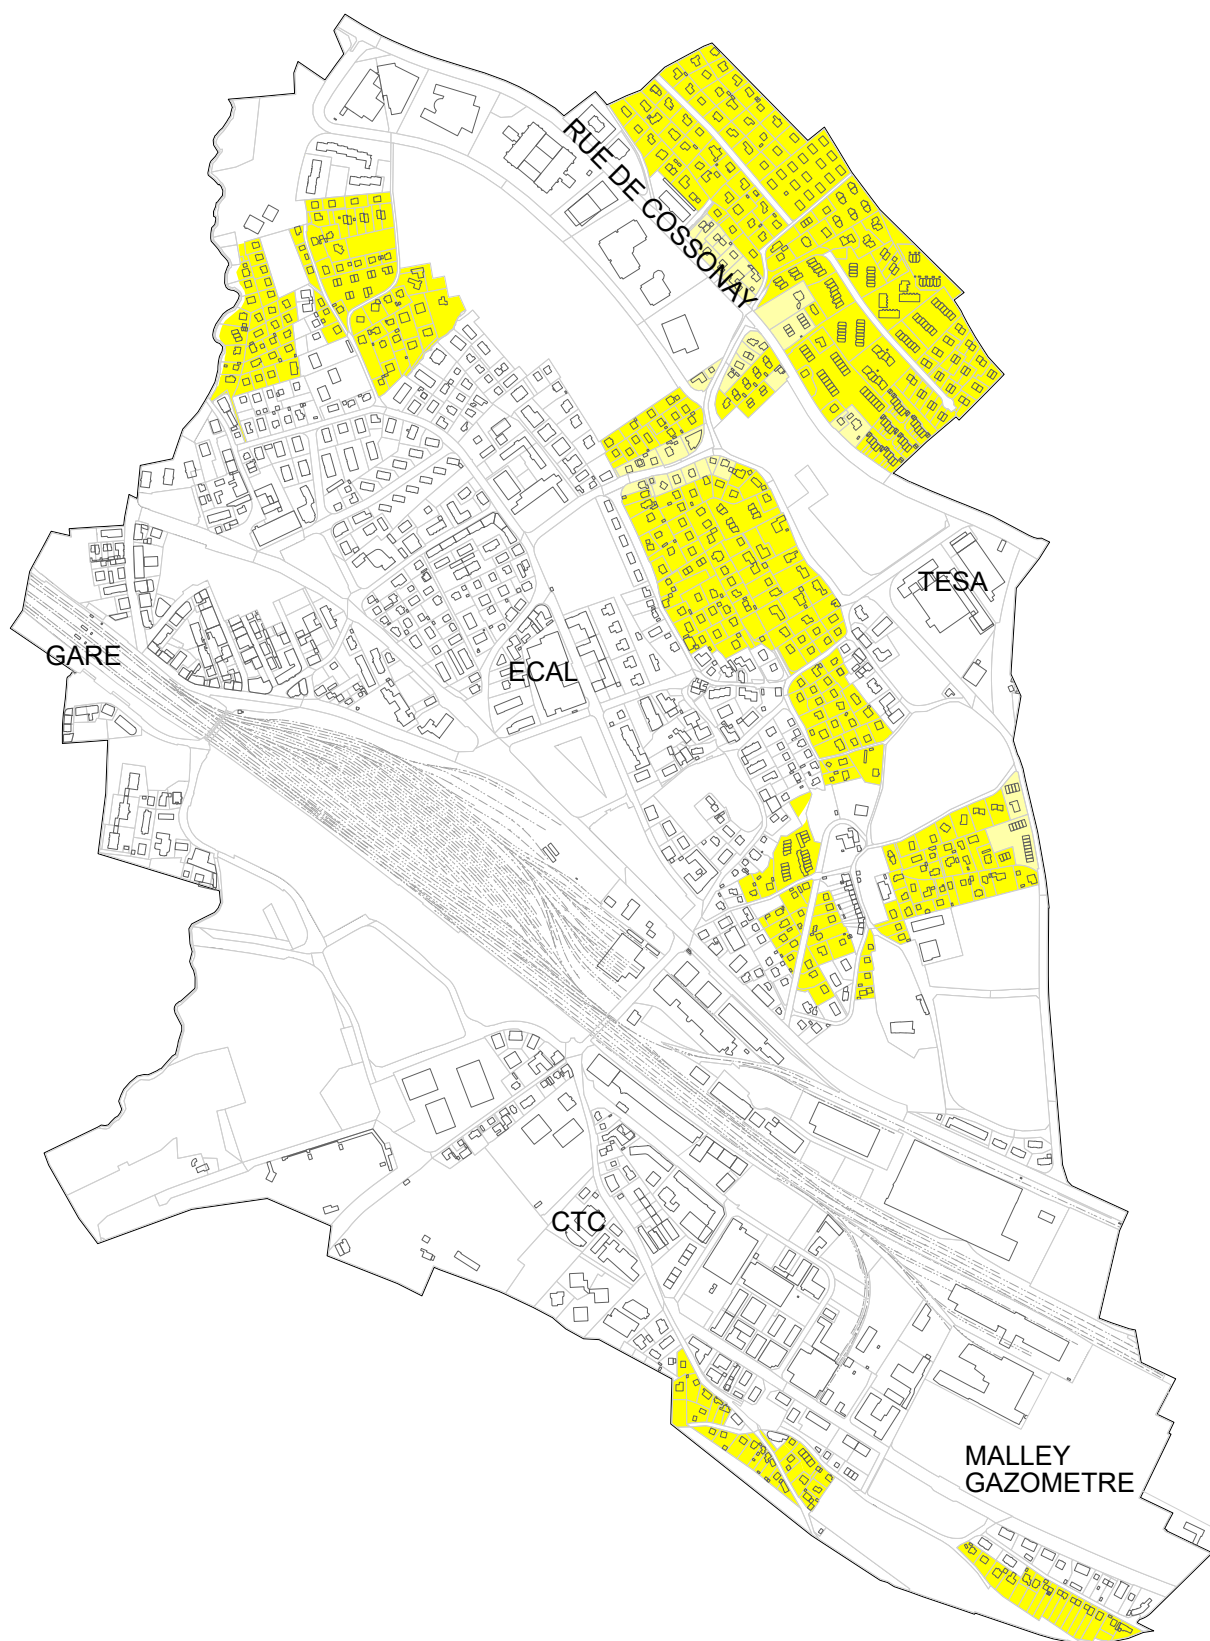 RUE DE COSSONAY
TESA
GARE
ECAL
CTC
MALLEY
GAZOMETRE